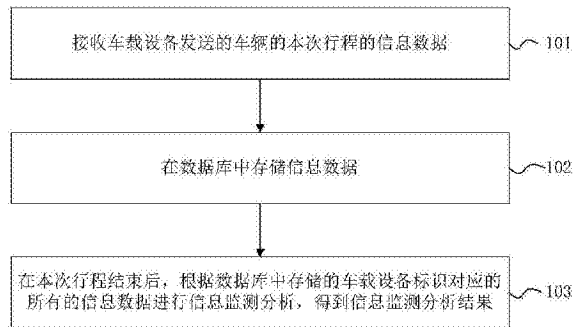 接收车载设备发送的车辆的本次行程的信息数据
101
在数据库中存储信息数据
102
在本次行程结束后，根据数据库中存储的车载设备标识对应的
所有的信息数据进行信息监测分析，得到信息监测分析结果
103